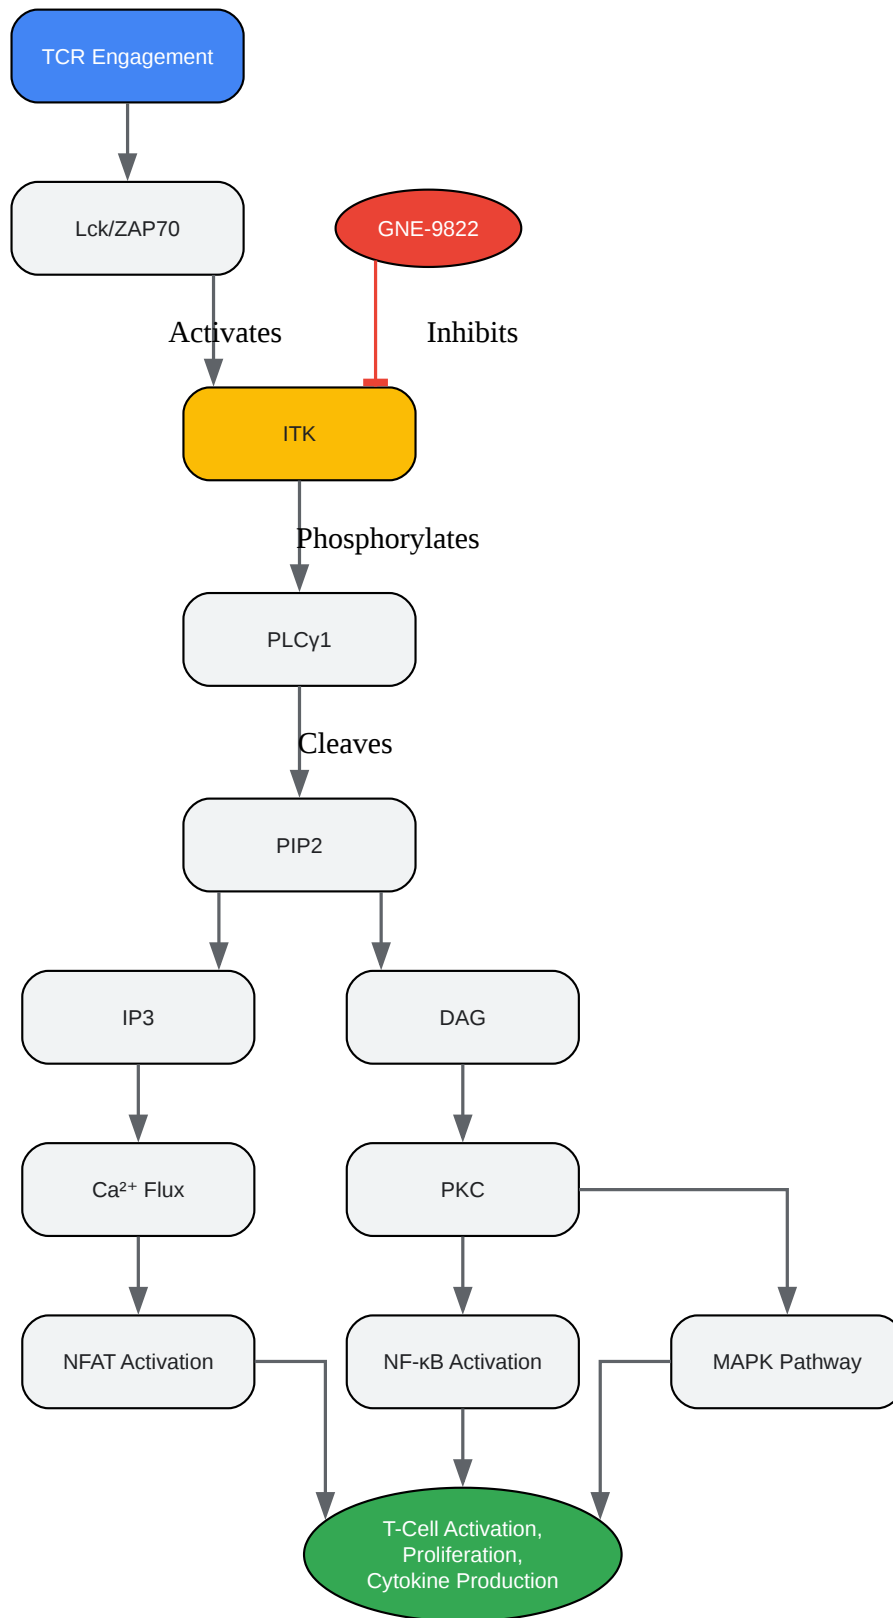 TCR Engagement
Lck/ZAP70
GNE-9822
Activates
Inhibits
ITK
Phosphorylates
PLCγ1
Cleaves
PIP2
IP3
DAG
Ca²⁺ Flux
PKC
NFAT Activation
NF-κB Activation
MAPK Pathway
T-Cell Activation,
Proliferation,
Cytokine Production